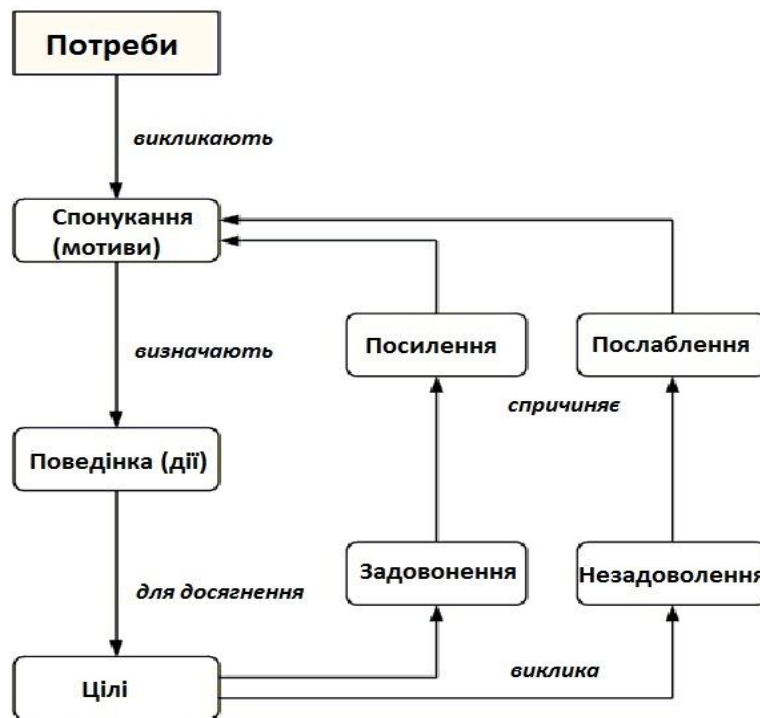 Потреби
викликають
Спонукання
(мотиви)
визначають
Посилення
Послаблення
спричиняє
Поведінка (дії)
Задовонення
Незадоволення
для досягнення
виклика
Цілі